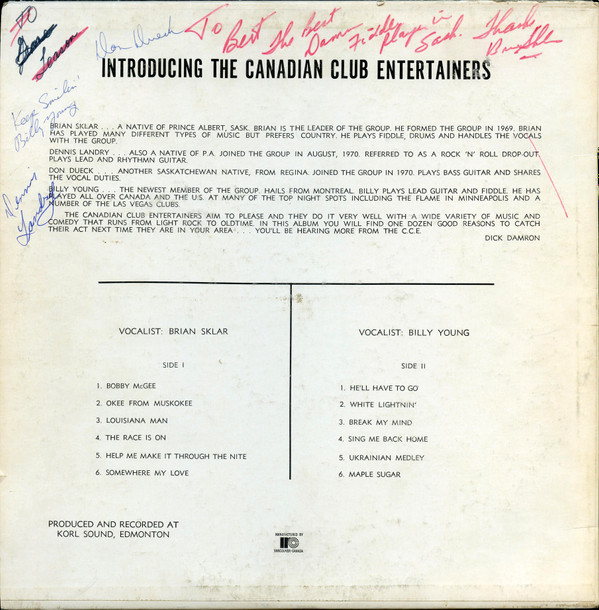 To
Don Dueck
To Bert The Best
Damn Fiddle Player in
Sask. Thanks
Brian Sklar
Keep Smilin'
Billy Young
Dennis
Landry
INTRODUCING THE CANADIAN CLUB ENTERTAINERS
BRIAN SKLAR . . . A NATIVE OF PRINCE ALBERT, SASK. BRIAN IS THE LEADER OF THE GROUP. HE FORMED THE GROUP IN 1969. BRIAN
HAS PLAYED MANY DIFFERENT TYPES OF MUSIC BUT PREFERS COUNTRY. HE PLAYS FIDDLE, DRUMS AND HANDLES THE VOCALS
WITH THE GROUP.
DENNIS LANDRY . . . ALSO A NATIVE OF P.A. JOINED THE GROUP IN AUGUST, 1970. REFERRED TO AS A ROCK 'N' ROLL DROP-OUT.
PLAYS LEAD AND RHYTHMN GUITAR.
DON DUECK . . . ANOTHER SASKATCHEWAN NATIVE, FROM REGINA. JOINED THE GROUP IN 1970. PLAYS BASS GUITAR AND SHARES
THE VOCAL DUTIES.
BILLY YOUNG . . . THE NEWEST MEMBER OF THE GROUP. HAILS FROM MONTREAL. BILLY PLAYS LEAD GUITAR AND FIDDLE. HE HAS
PLAYED ALL OVER CANADA AND THE U.S. AT MANY OF THE TOP NIGHT SPOTS INCLUDING THE FLAME IN MINNEAPOLIS AND A
NUMBER OF THE LAS VEGAS CLUBS.
THE CANADIAN CLUB ENTERTAINERS AIM TO PLEASE AND THEY DO IT VERY WELL WITH A WIDE VARIETY OF MUSIC AND
COMEDY THAT RUNS FROM LIGHT ROCK TO OLDTIME. IN THIS ALBUM YOU WILL FIND ONE DOZEN GOOD REASONS TO CATCH
THEIR ACT NEXT TIME THEY ARE IN YOUR AREA . . . YOU'LL BE HEARING MORE FROM THE C.C.E.
DICK DAMRON
VOCALIST: BRIAN SKLAR
SIDE I
1. BOBBY McGEE
2. OKEE FROM MUSKOKEE
3. LOUISIANA MAN
4. THE RACE IS ON
5. HELP ME MAKE IT THROUGH THE NITE
6. SOMEWHERE MY LOVE
VOCALIST: BILLY YOUNG
SIDE II
1. HE'LL HAVE TO GO
2. WHITE LIGHTNIN'
3. BREAK MY MIND
4. SING ME BACK HOME
5. UKRAINIAN MEDLEY
6. MAPLE SUGAR
PRODUCED AND RECORDED AT
KORL SOUND, EDMONTON
MANUFACTURED BY
VANCOUVER CANADA